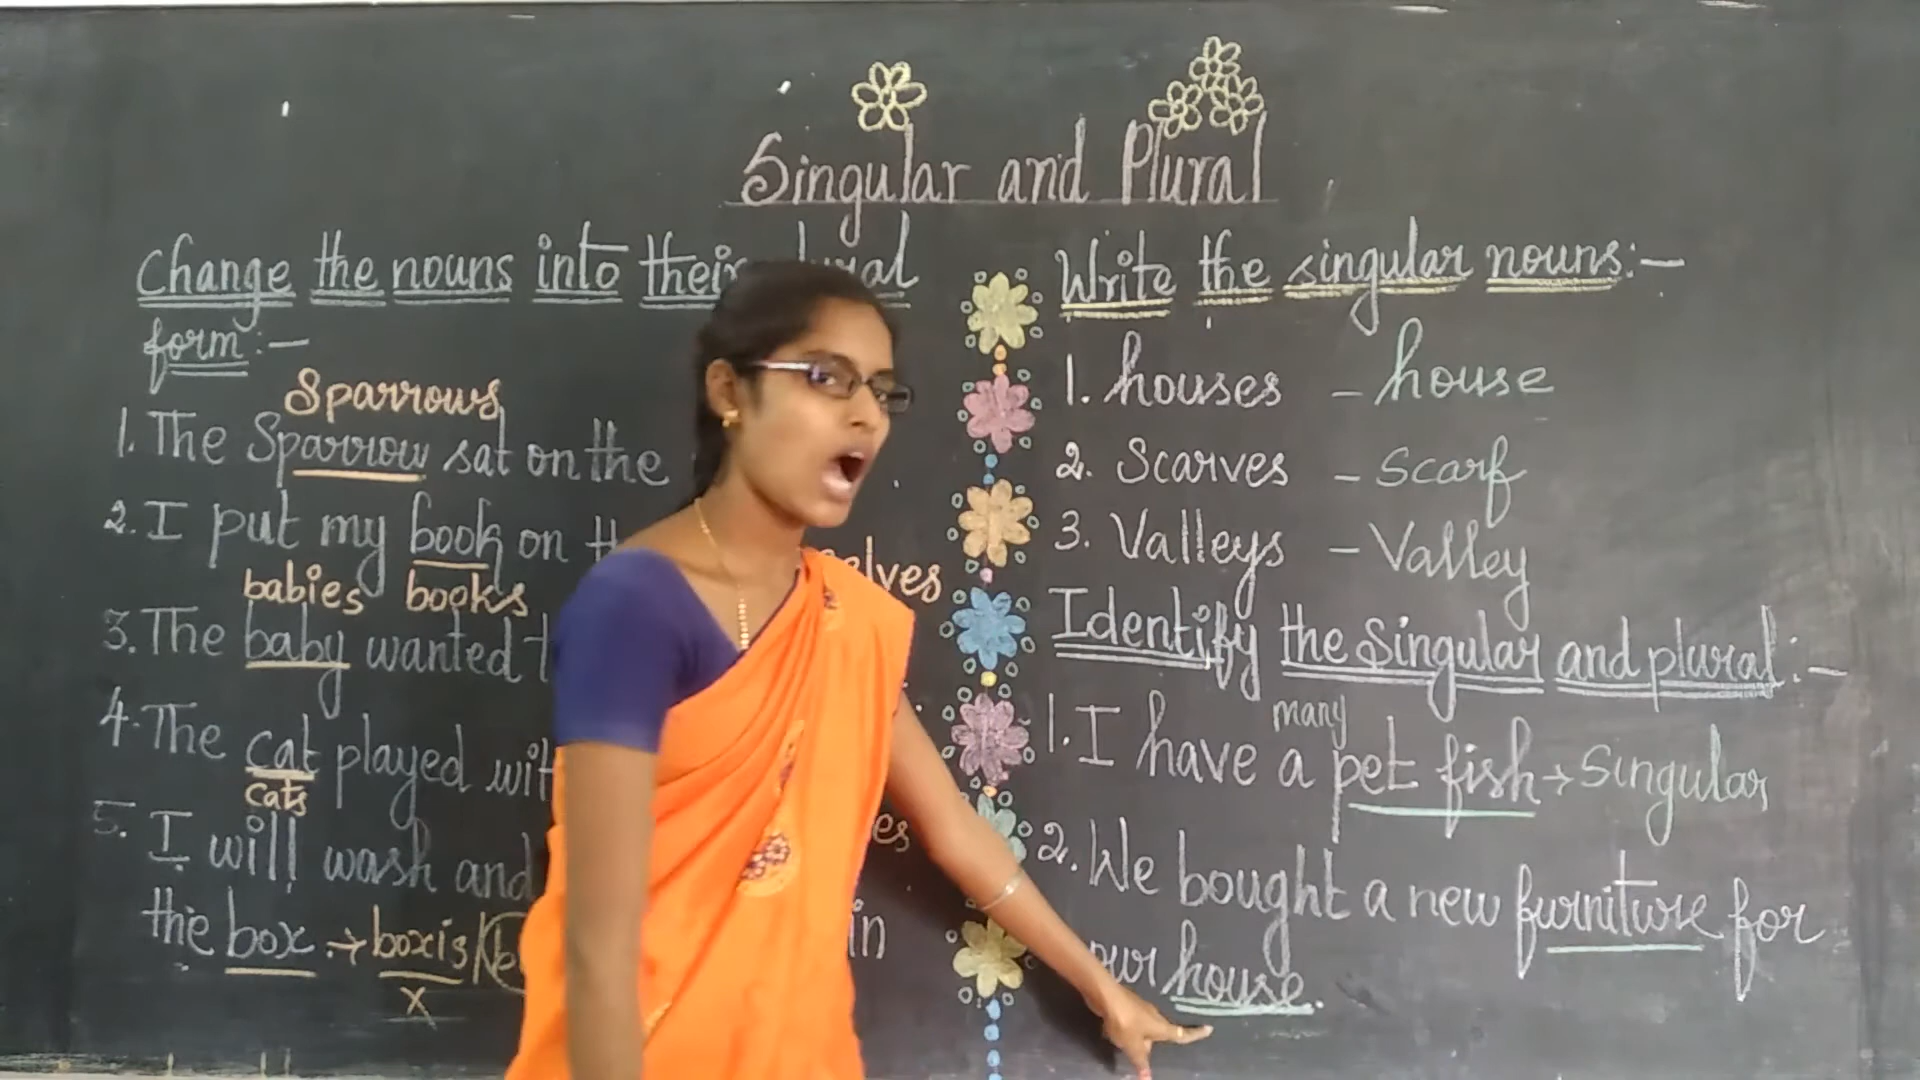 Singular and Plural
Change the nouns into their plural
form:-
Sparrows
1. The Sparrow sat on the
2. I put my book on
babies books
3. The baby wanted
4. The cat played
cats
5. I will wash and
the box. → boxis/
x
in
Write the singular nouns:-
1. houses - house
2. Scarves - Scarf
3. Valleys - Valley
Identify the Singular and plural:-
many
1. I have a pet fish → Singular
2. We bought a new furniture for
our house.